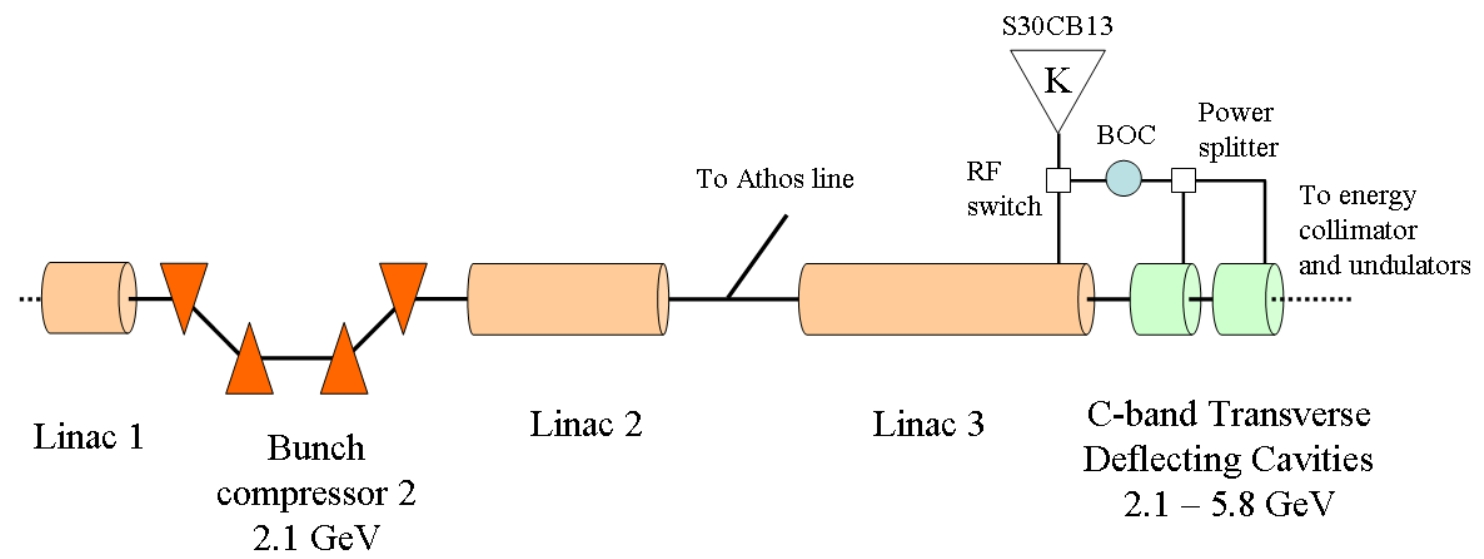 S30CB13
K
BOC
Power
splitter
RF
switch
To Athos line
To energy
collimator
and undulators
Linac 1
Bunch
compressor 2
2.1 GeV
Linac 2
Linac 3
C-band Transverse
Deflecting Cavities
2.1 – 5.8 GeV